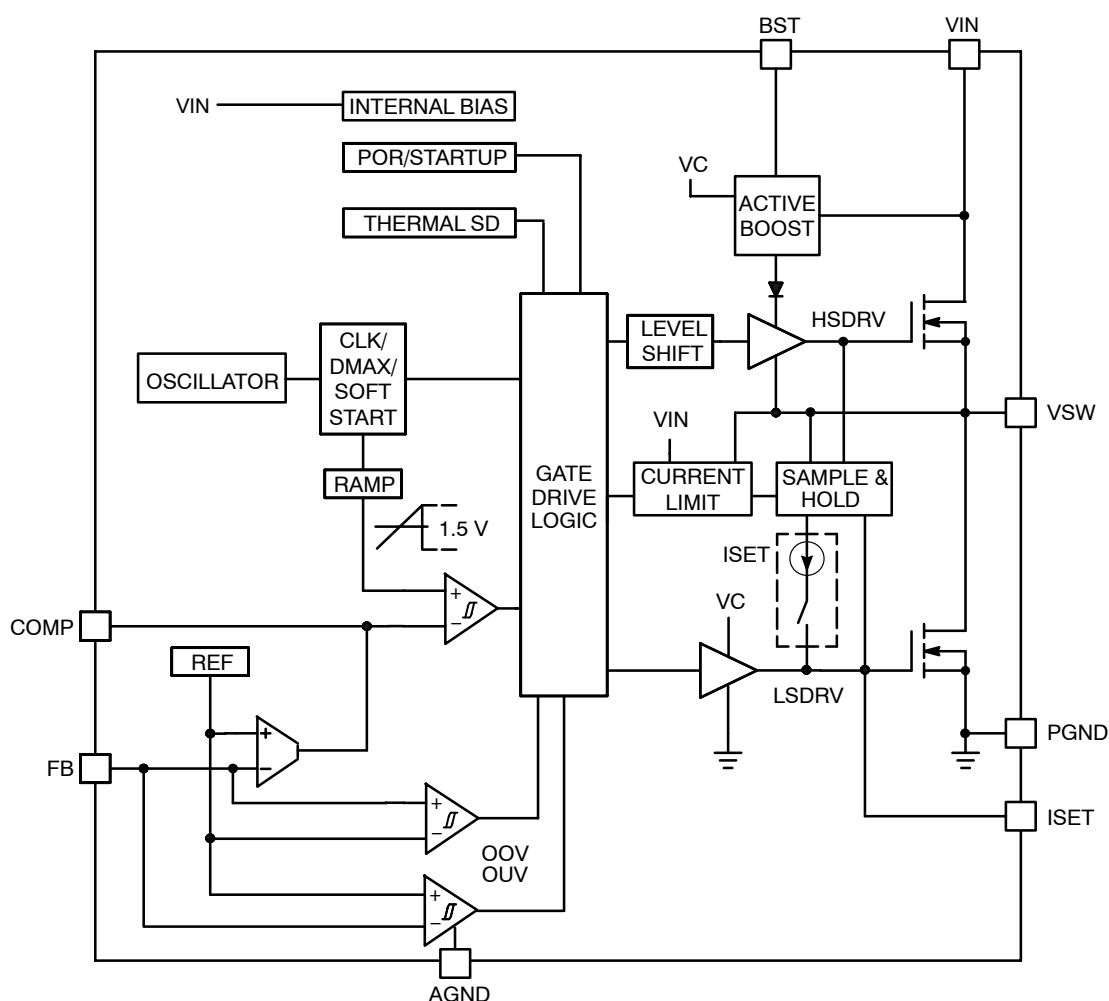 BST
VIN
VIN
INTERNAL BIAS
POR/STARTUP
VC
ACTIVE
BOOST
THERMAL SD
HSDRV
LEVEL
SHIFT
CLK/
DMAX/
SOFT
START
OSCILLATOR
VSW
VIN
GATE
DRIVE
LOGIC
CURRENT
LIMIT
SAMPLE &
HOLD
RAMP
1.5 V
ISET
+
−
VC
COMP
REF
LSDRV
+
−
PGND
FB
+
−
ISET
OOV
OUV
+
−
AGND